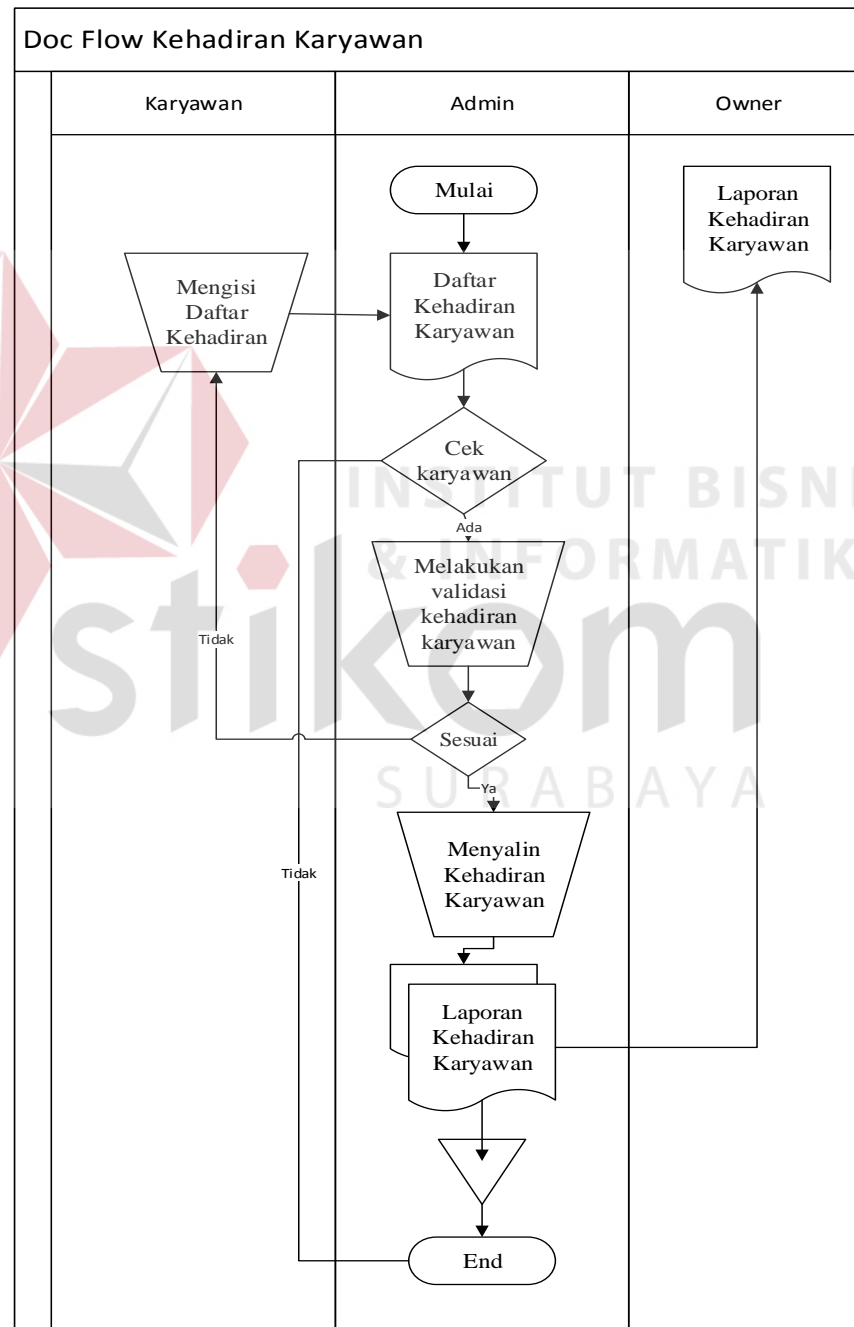 Doc Flow Kehadiran Karyawan
Karyawan
Admin
Owner
Mulai
Laporan
Kehadiran
Karyawan
Mengisi
Daftar
Kehadiran
Daftar
Kehadiran
Karyawan
Cek
karyawan
INSTITUT BISNI
Ada
& INFORMATIK
Melakukan
validasi
kehadiran
karyawan
Tidak
stikom
Sesuai
SURABAYA
Ya
Menyalin
Kehadiran
Karyawan
Tidak
Laporan
Kehadiran
Karyawan
End